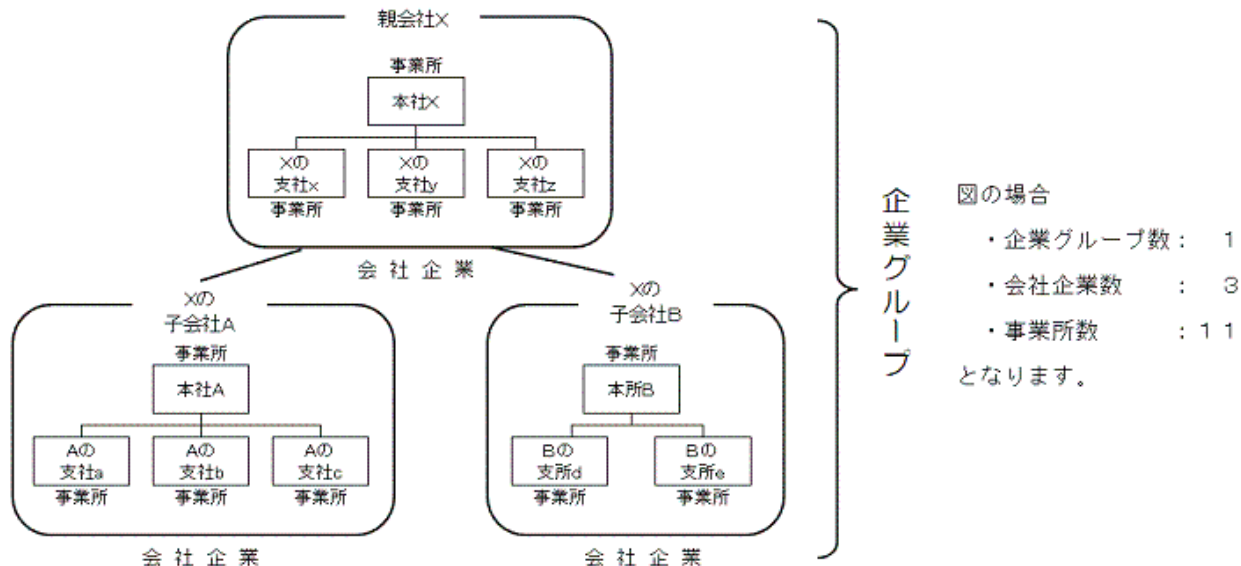 親会社X
事業所
本社X
Xの
支社x
Xの
支社y
Xの
支社z
事業所
事業所
事業所
会社企業
Xの
子会社A
事業所
本社A
Aの
支社a
Aの
支社b
Aの
支社c
事業所
事業所
事業所
会社企業
Xの
子会社B
事業所
本所B
Bの
支所d
Bの
支所e
事業所
事業所
会社企業
企業グループ
図の場合
・企業グループ数： 1
・会社企業数 ： 3
・事業所数 ：11
となります。